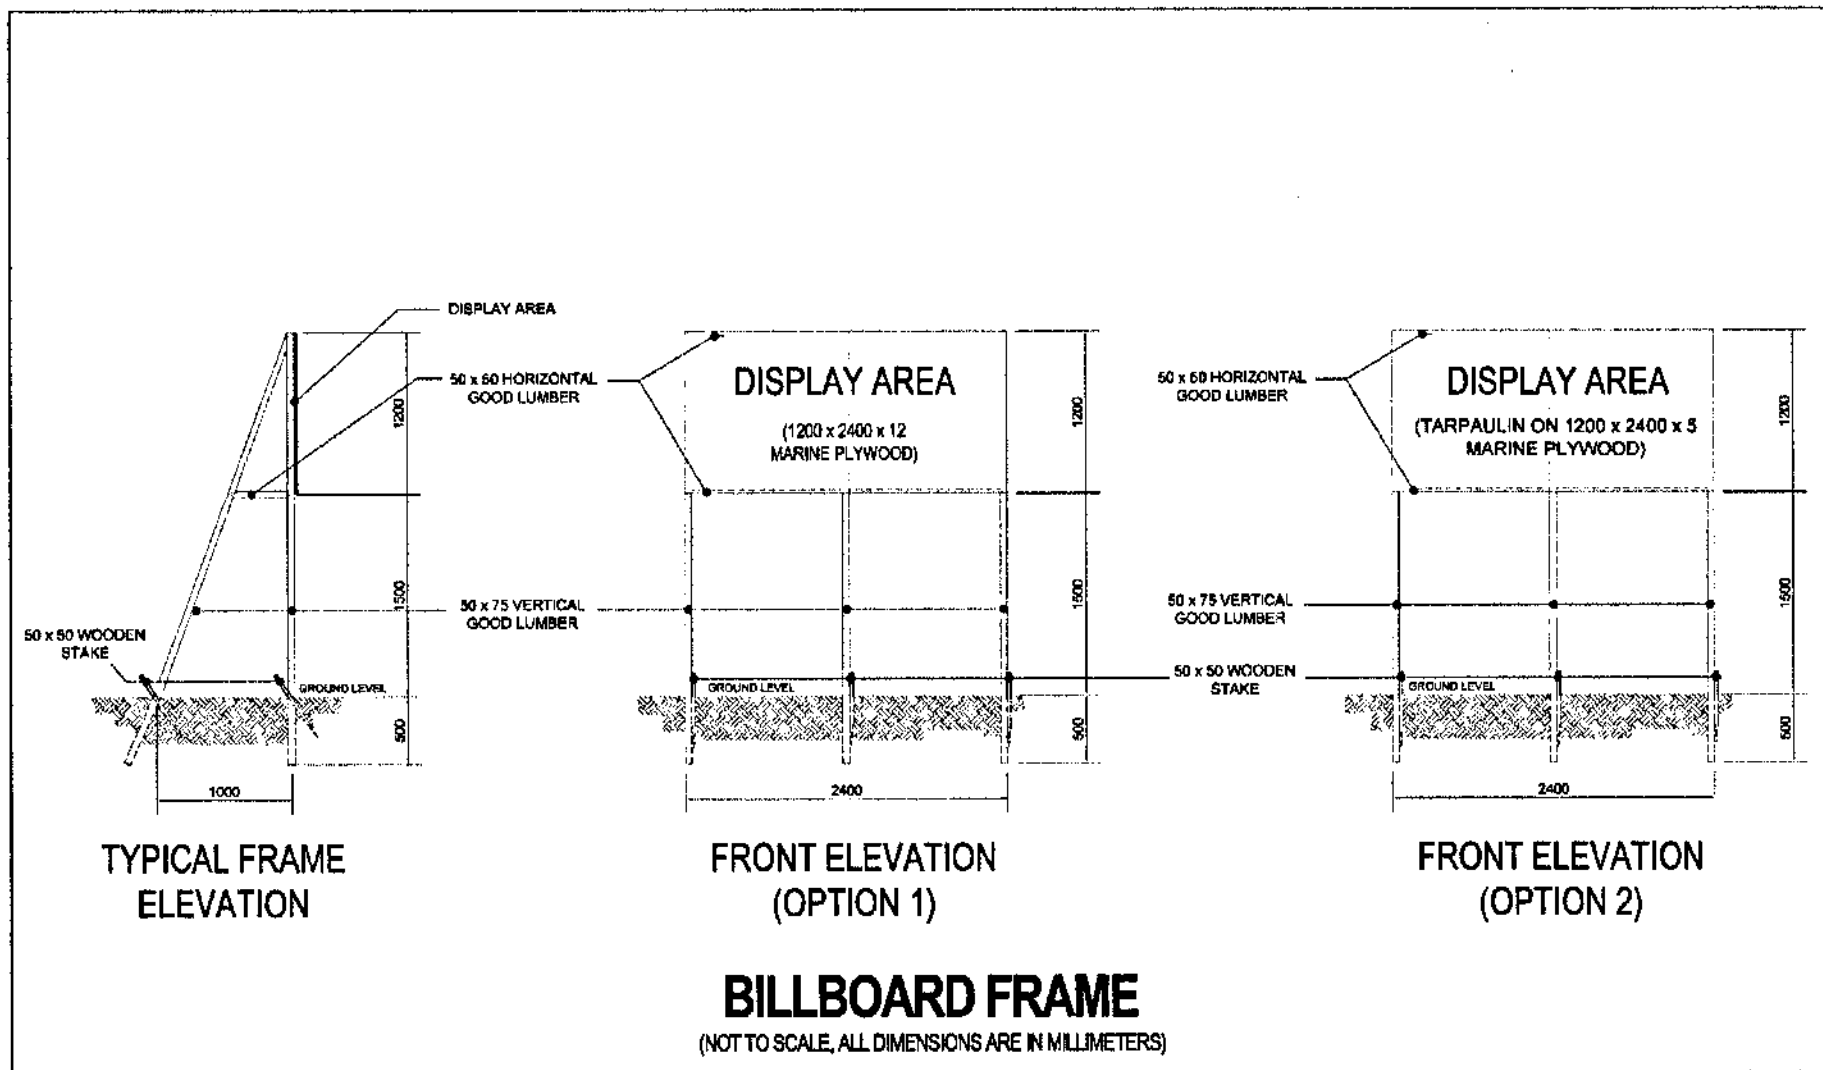 DISPLAY AREA
50 x 50 HORIZONTAL
GOOD LUMBER
1200
1500
500
50 x 75 VERTICAL
GOOD LUMBER
50 x 50 WOODEN
STAKE
GROUND LEVEL
1000
TYPICAL FRAME
ELEVATION
DISPLAY AREA
(1200 x 2400 x 12
MARINE PLYWOOD)
1200
1500
500
GROUND LEVEL
2400
FRONT ELEVATION
(OPTION 1)
50 x 50 HORIZONTAL
GOOD LUMBER
50 x 75 VERTICAL
GOOD LUMBER
50 x 50 WOODEN
STAKE
DISPLAY AREA
(TARPAULIN ON 1200 x 2400 x 5
MARINE PLYWOOD)
1200
1500
500
GROUND LEVEL
2400
FRONT ELEVATION
(OPTION 2)
BILLBOARD FRAME
(NOT TO SCALE, ALL DIMENSIONS ARE IN MILLIMETERS)